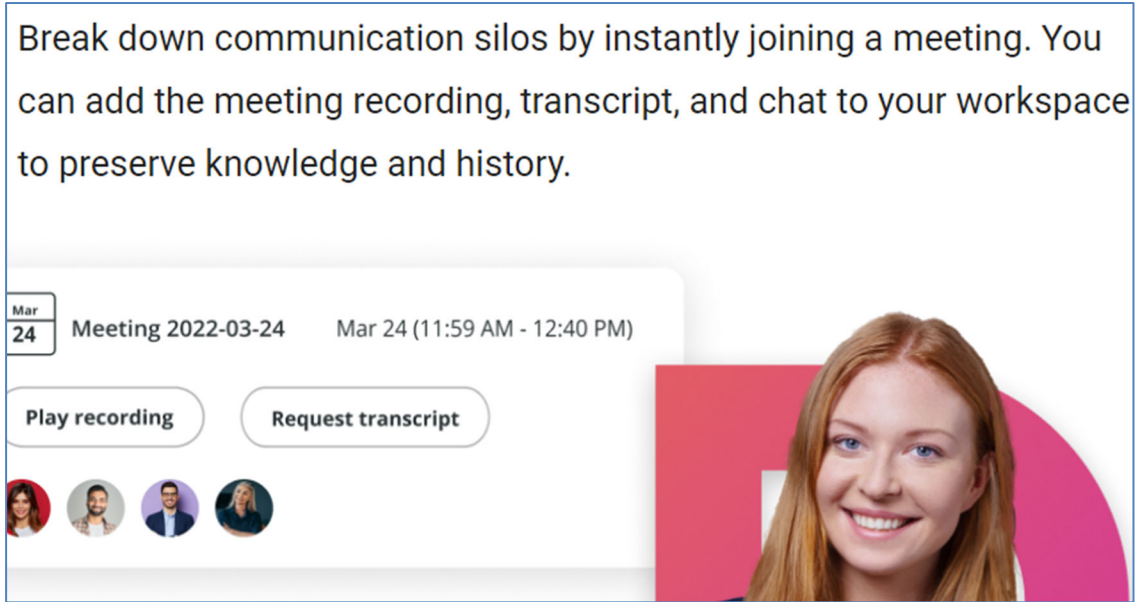 Break down communication silos by instantly joining a meeting. You
can add the meeting recording, transcript, and chat to your workspace
to preserve knowledge and history.
Mar
24
Meeting 2022-03-24
Mar 24 (11:59 AM - 12:40 PM)
Play recording
Request transcript